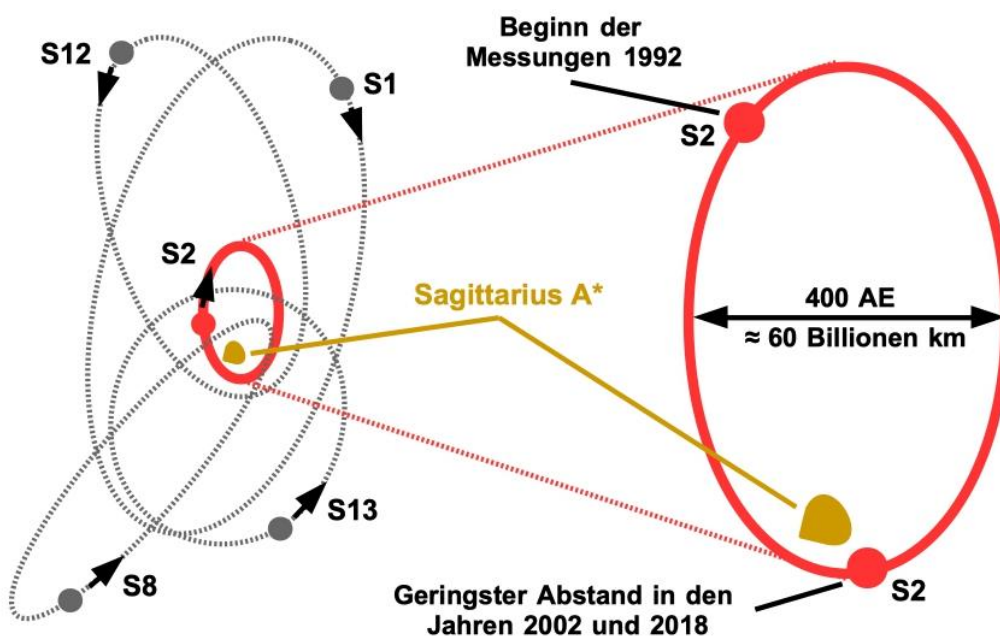 Beginn der
Messungen 1992
S12
S1
S2
S2
Sagittarius A*
400 AE
≈ 60 Billionen km
S13
S8
S2
Geringster Abstand in den
Jahren 2002 und 2018